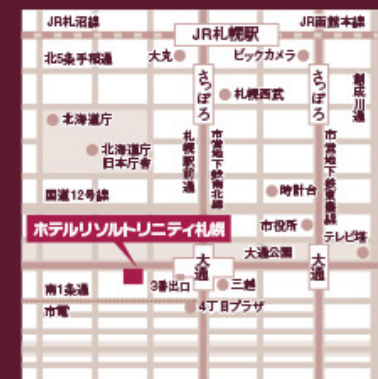 JR札沼線
JR函館本線
JR札幌駅
北5条手稲通
大丸
ビックカメラ
さっぽろ
さっぽろ
札幌西武
創成川通
北海道庁
北海道庁
日本庁舎
札幌駅前通
市営地下鉄南北線
市営地下鉄東豊線
国道12号線
時計台
市役所
ホテルリソルトリニティ札幌
テレビ塔
大通公園
大通
大通
南1条通
3番出口
三越
市電
4丁目プラザ